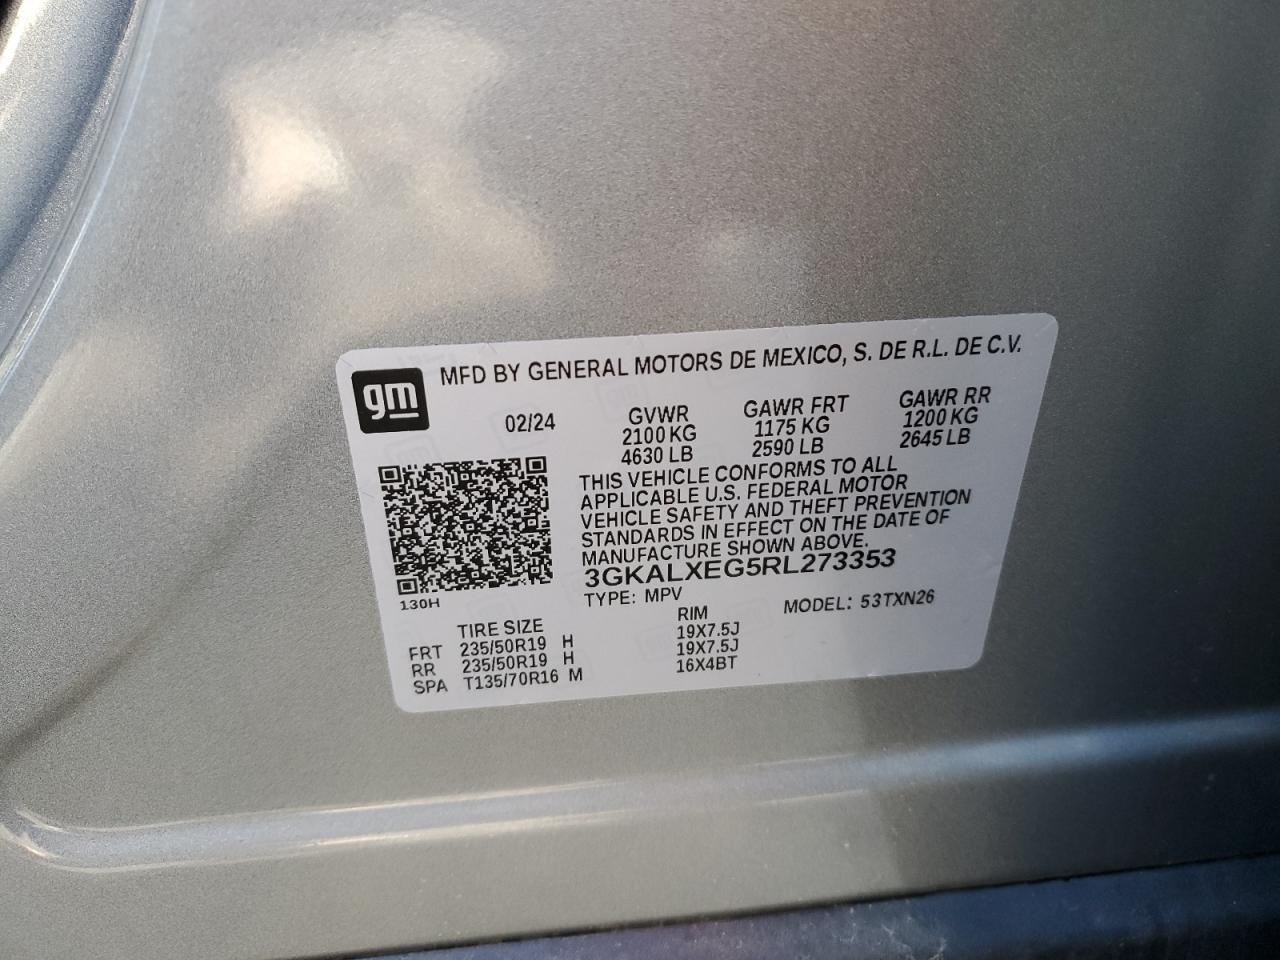 gm
MFD BY GENERAL MOTORS DE MEXICO, S. DE R.L. DE C.V.
02/24 GVWR GAWR FRT GAWR RR
2100 KG 1175 KG 1200 KG
4630 LB 2590 LB 2645 LB
THIS VEHICLE CONFORMS TO ALL
APPLICABLE U.S. FEDERAL MOTOR
VEHICLE SAFETY AND THEFT PREVENTION
STANDARDS IN EFFECT ON THE DATE OF
MANUFACTURE SHOWN ABOVE.
3GKALXEG5RL273353
130H
TYPE: MPV MODEL: 53TXN26
TIRE SIZE RIM
FRT 235/50R19 H 19X7.5J
RR 235/50R19 H 19X7.5J
SPA T135/70R16 M 16X4BT